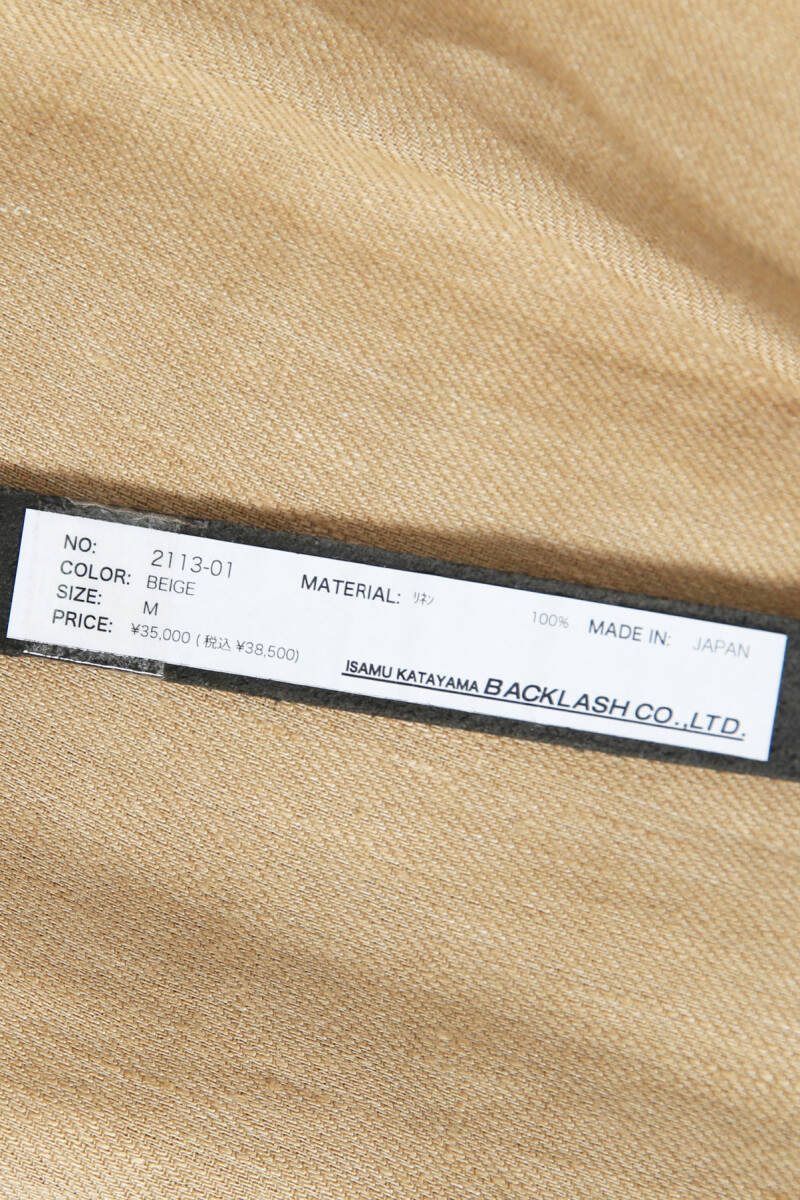 NO: 2113-01
COLOR: BEIGE
SIZE: M
PRICE: ¥35,000 (税込 ¥38,500)
MATERIAL: ﾘﾈﾝ 100% MADE IN: JAPAN
ISAMU KATAYAMA BACKLASH CO.,LTD.